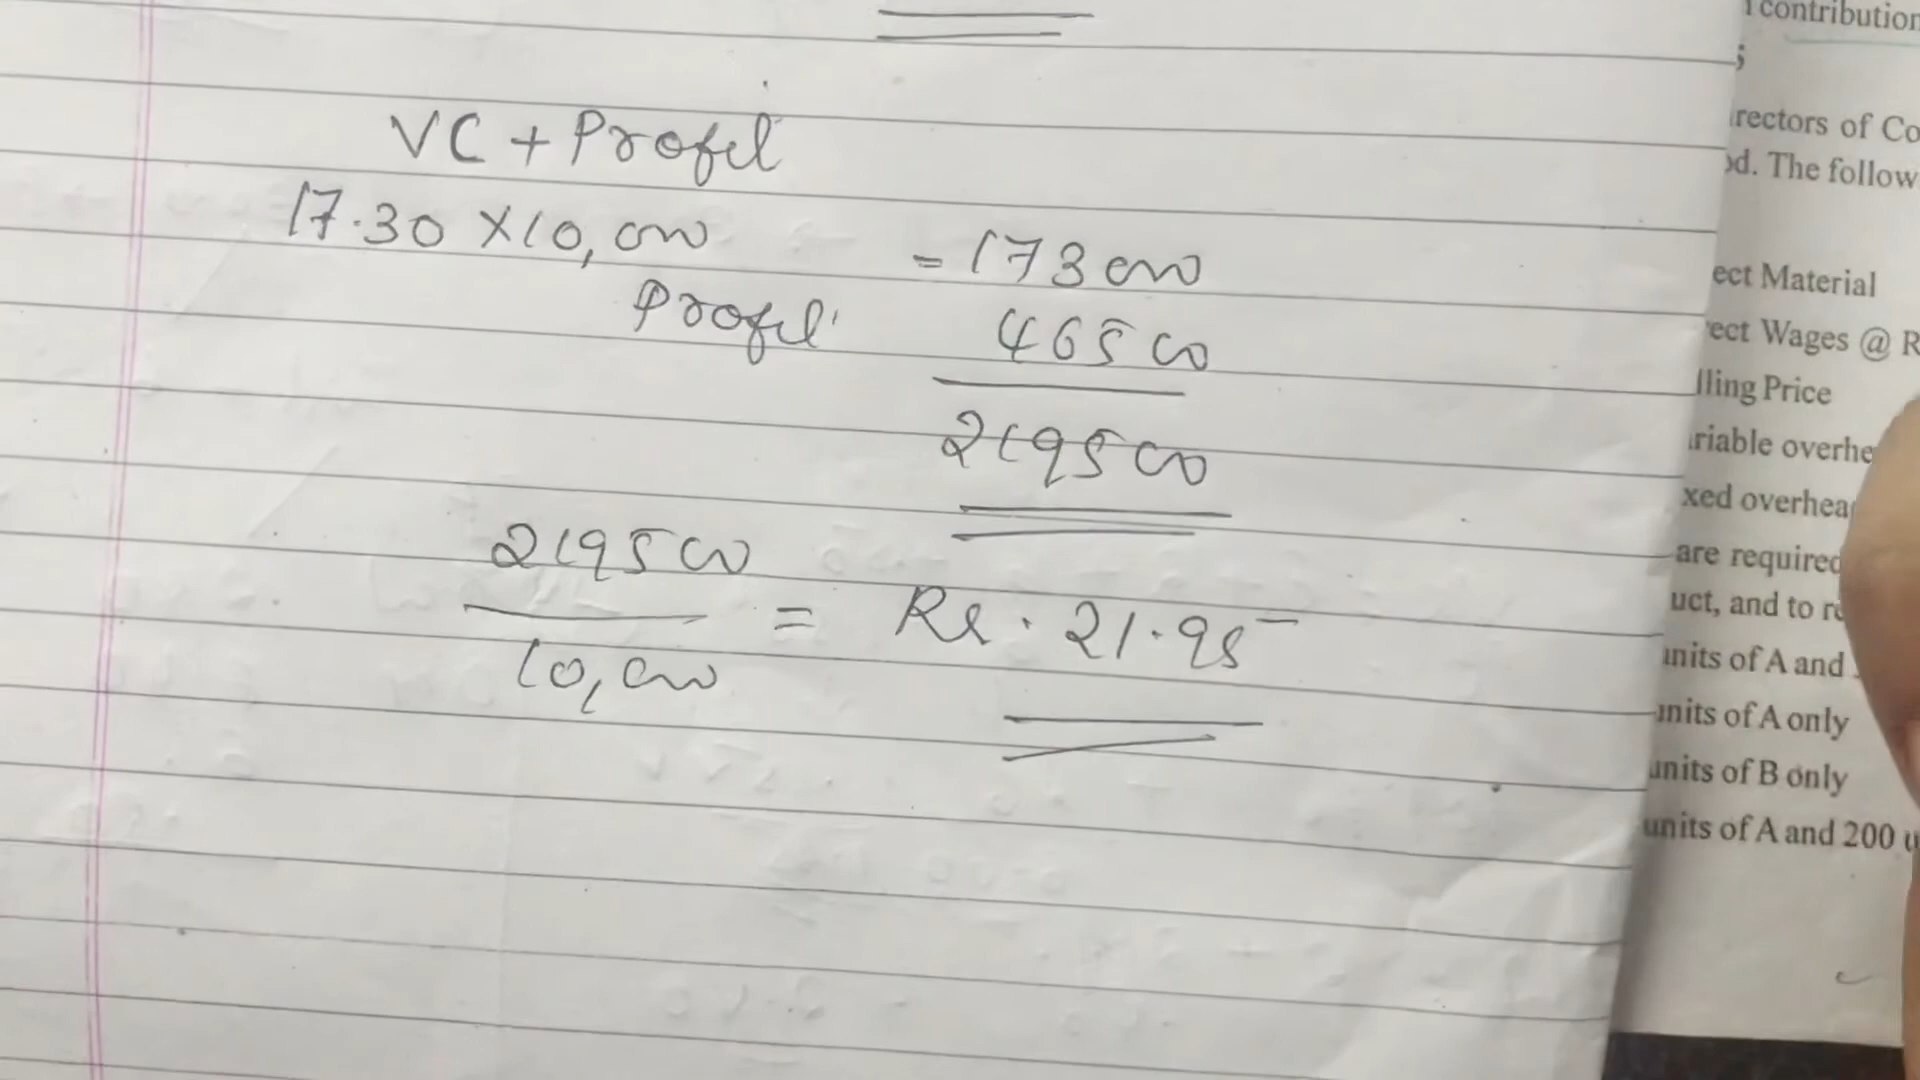 VC + Profit
17.30 × 10,000 = 173000
Profit 46500
219500
219500
10,000
= Rs. 21.95
contribution
;
rectors of Co
d. The follow
ect Material
ect Wages @ R
lling Price
riable overhe
xed overhea
are required
uct, and to re
units of A and
units of A only
units of B only
units of A and 200 u